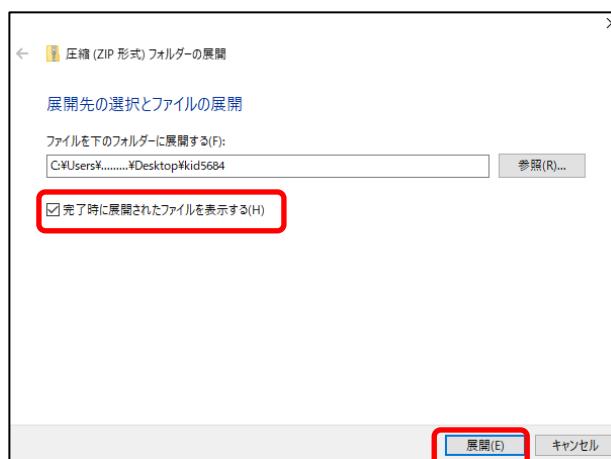 圧縮 (ZIP 形式) フォルダーの展開
展開先の選択とファイルの展開
ファイルを下のフォルダーに展開する(F):
C:¥Users¥.........¥Desktop¥kid5684
参照(R)...
完了時に展開されたファイルを表示する(H)
展開(E)
キャンセル